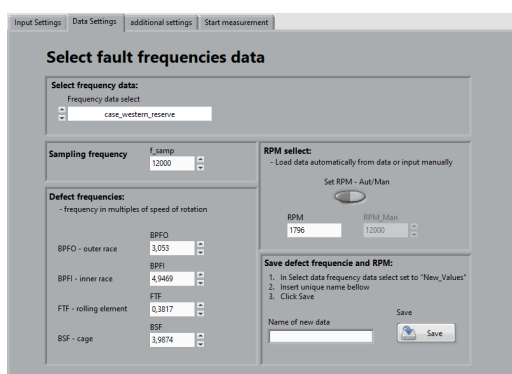 Input Settings
Data Settings
additional settings
Start measurement
Select fault frequencies data
Select frequency data:
Frequency data select
case_western_reserve
Sampling frequency
f_samp
12000
Defect frequencies:
- frequency in multiples of speed of rotation
BPFO
BPFO - outer race
3,053
BPFI
BPFI - inner race
4,9469
FTF
FTF - rolling element
0,3817
BSF
BSF - cage
3,9874
RPM sellect:
- Load data automatically from data or input manually
Set RPM - Aut/Man
RPM
RPM_Man
1796
12000
Save defect frequencie and RPM:
1. In Select data frequency data select set to "New_Values"
2. Insert unique name bellow
3. Click Save
Save
Name of new data
Save